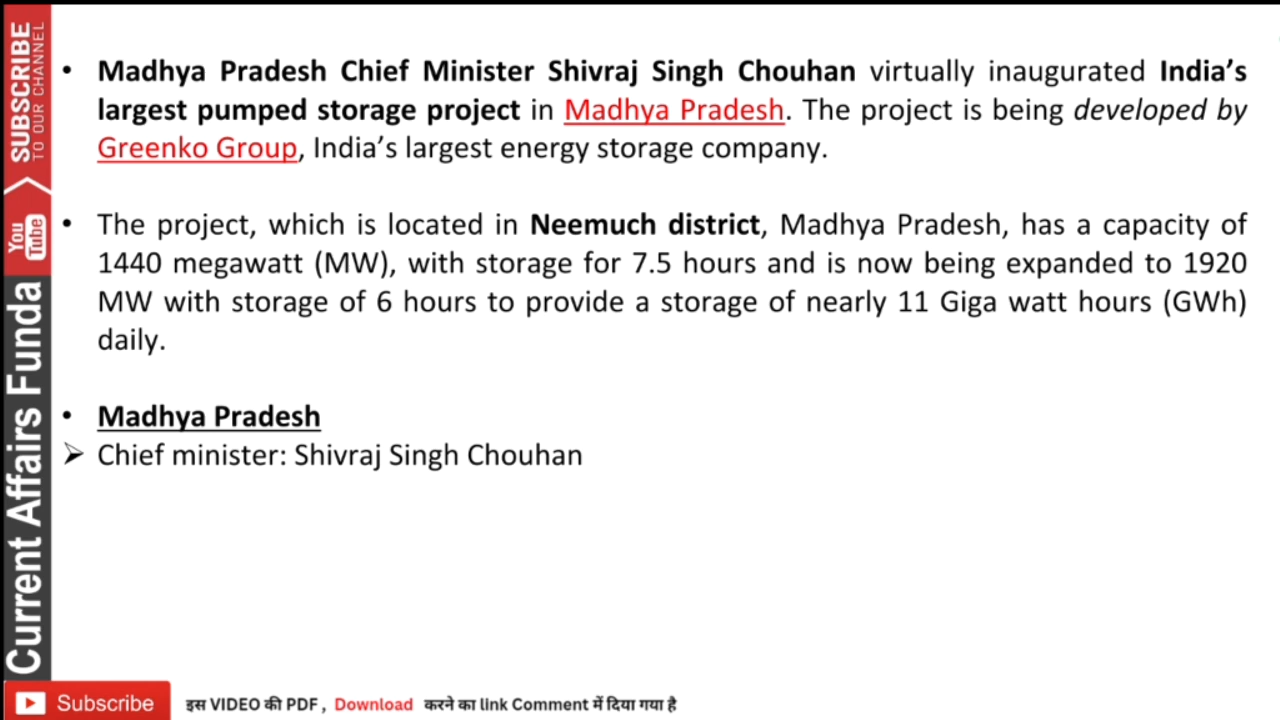 SUBSCRIBE
TO OUR CHANNEL
You
Tube
Current Affairs Funda
• Madhya Pradesh Chief Minister Shivraj Singh Chouhan virtually inaugurated India’s
largest pumped storage project in Madhya Pradesh. The project is being developed by
Greenko Group, India’s largest energy storage company.
• The project, which is located in Neemuch district, Madhya Pradesh, has a capacity of
1440 megawatt (MW), with storage for 7.5 hours and is now being expanded to 1920
MW with storage of 6 hours to provide a storage of nearly 11 Giga watt hours (GWh)
daily.
• Madhya Pradesh
➢ Chief minister: Shivraj Singh Chouhan
Subscribe
इस VIDEO की PDF , Download करने का link Comment में दिया गया है